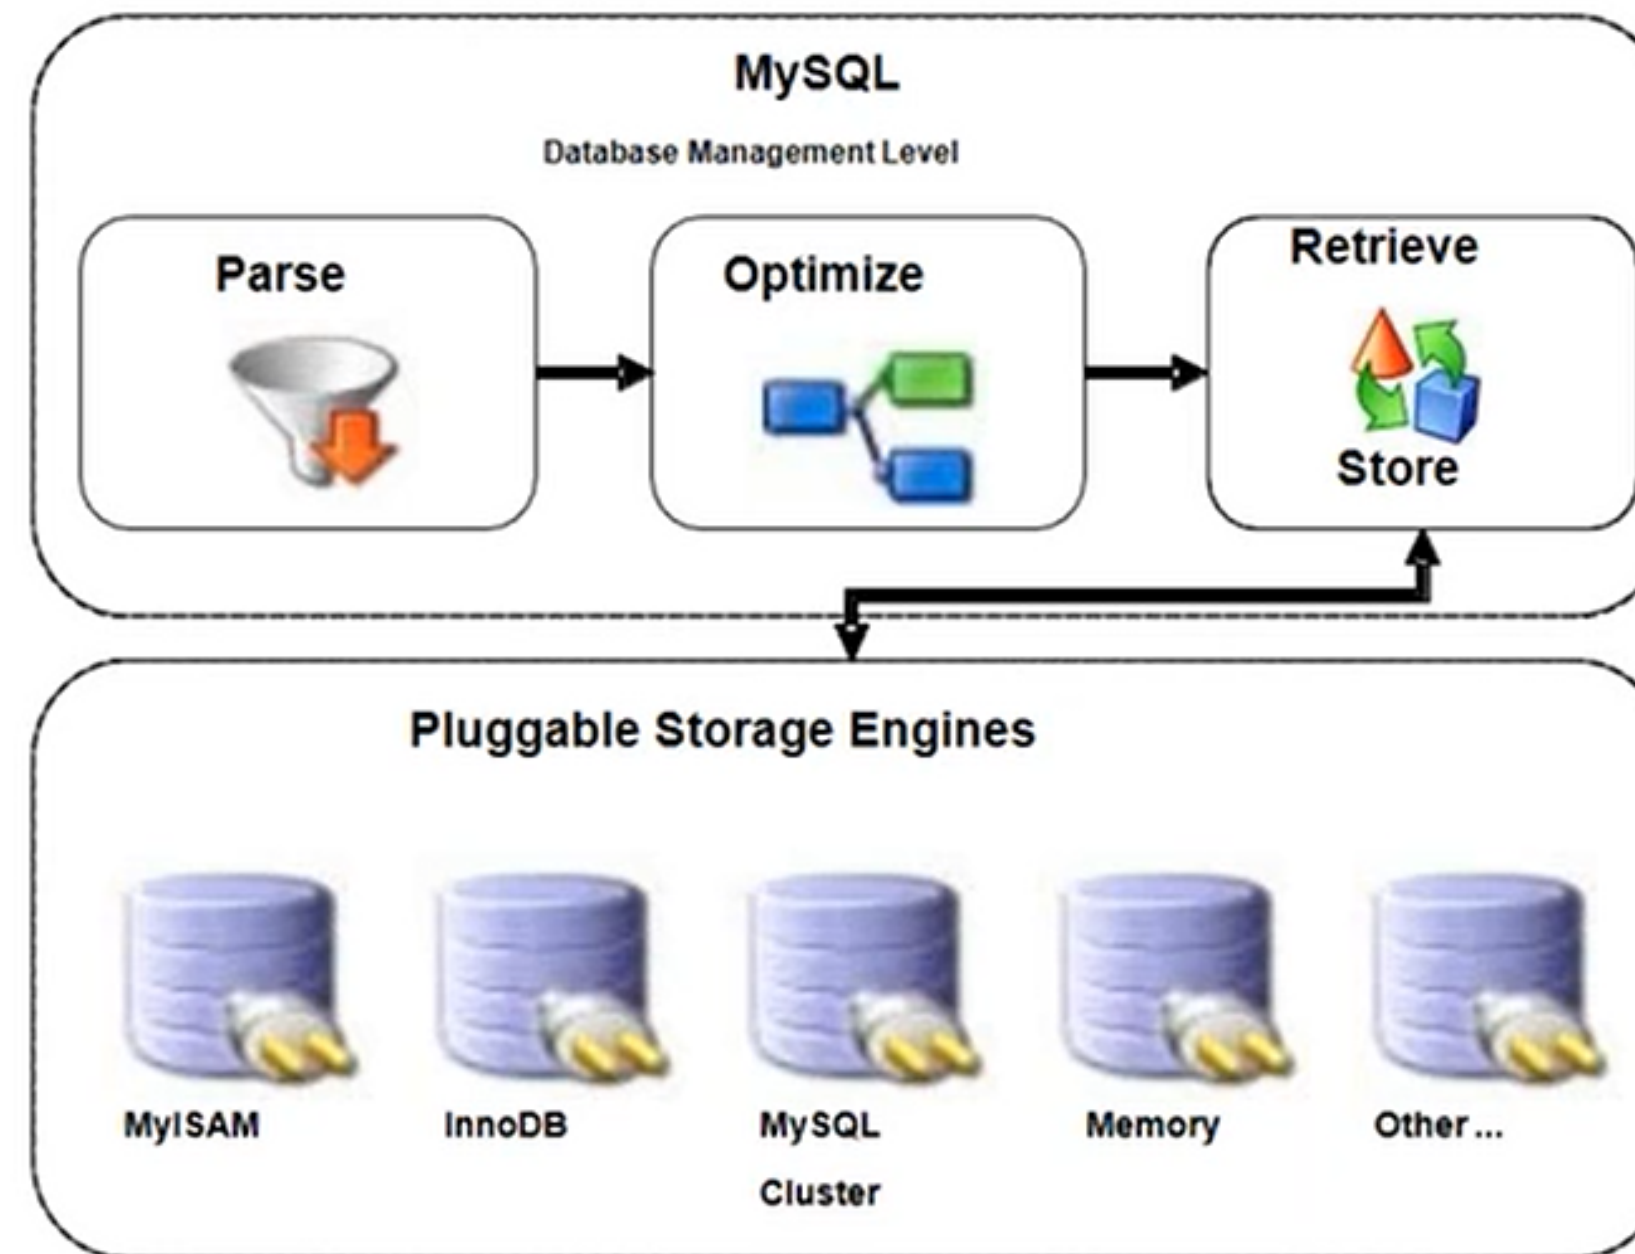 MySQL
Database Management Level
Parse
Optimize
Retrieve
Store
Pluggable Storage Engines
MyISAM
InnoDB
MySQL
Cluster
Memory
Other ...